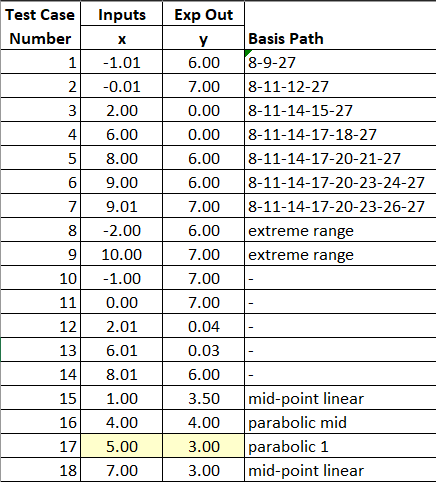 Test Case Inputs Exp Out
Number x y Basis Path
1 -1.01 6.00 8-9-27
2 -0.01 7.00 8-11-12-27
3 2.00 0.00 8-11-14-15-27
4 6.00 0.00 8-11-14-17-18-27
5 8.00 6.00 8-11-14-17-20-21-27
6 9.00 6.00 8-11-14-17-20-23-24-27
7 9.01 7.00 8-11-14-17-20-23-26-27
8 -2.00 6.00 extreme range
9 10.00 7.00 extreme range
10 -1.00 7.00 -
11 0.00 7.00 -
12 2.01 0.04 -
13 6.01 0.03 -
14 8.01 6.00 -
15 1.00 3.50 mid-point linear
16 4.00 4.00 parabolic mid
17 5.00 3.00 parabolic 1
18 7.00 3.00 mid-point linear